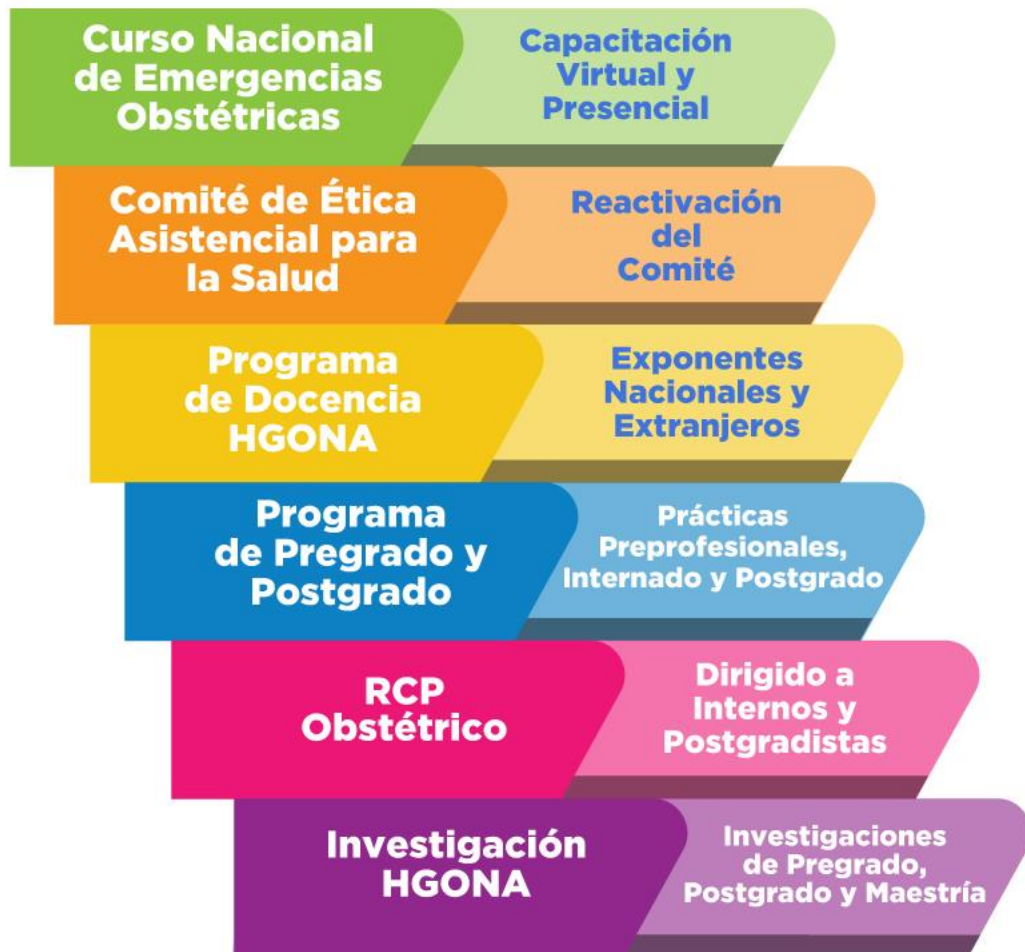 Curso Nacional
de Emergencias
Obstétricas
Capacitación
Virtual y
Presencial
Comité de Ética
Asistencial para
la Salud
Reactivación
del
Comité
Programa
de Docencia
HGONA
Exponentes
Nacionales y
Extranjeros
Programa
de Pregrado y
Postgrado
Prácticas
Preprofesionales,
Internado y Postgrado
RCP
Obstétrico
Dirigido a
Internos y
Postgradistas
Investigación
HGONA
Investigaciones
de Pregrado,
Postgrado y Maestría